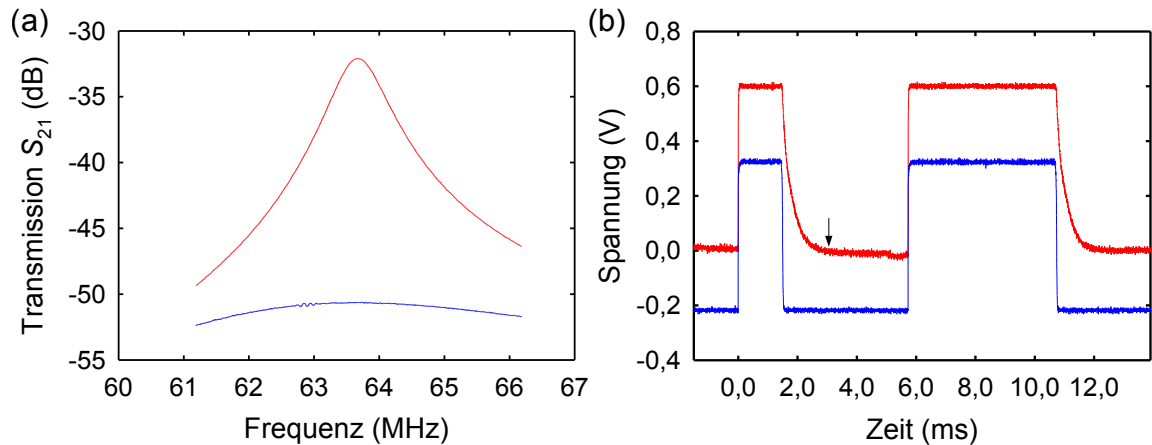 (a)
Transmission S21 (dB)
-30
-35
-40
-45
-50
-55
60 61 62 63 64 65 66 67
Frequenz (MHz)
(b)
Spannung (V)
0,8
0,6
0,4
0,2
0,0
-0,2
-0,4
0,0 2,0 4,0 6,0 8,0 10,0 12,0
Zeit (ms)